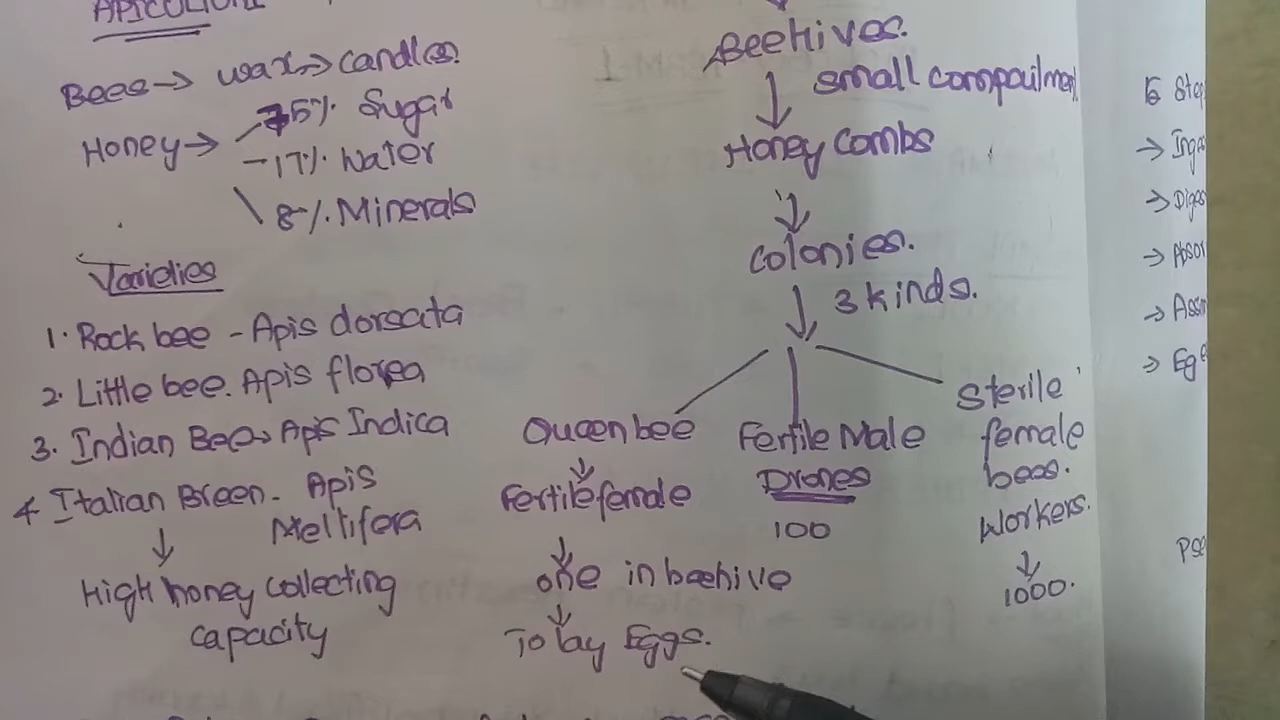 Bees → wax → candles
Honey → - 75% Sugar
- 17% Water
\ 8% Minerals
Varieties
1. Rock bee - Apis dorsata
2. Little bee. Apis florea
3. Indian Bee → Apis Indica
4 Italian Breen. Apis
Mellifera
↓
High honey collecting
capacity
BeeHives.
↓ small
Honey Combs
↓
Colonies.
↓ 3 kinds.
Queen bee
↓
Fertile female
↓
one in beehive
↓
To lay Eggs.
Fertile Male
Drones
100
Sterile
female
bees.
Workers.
↓
1000.
→
→
→
→
→